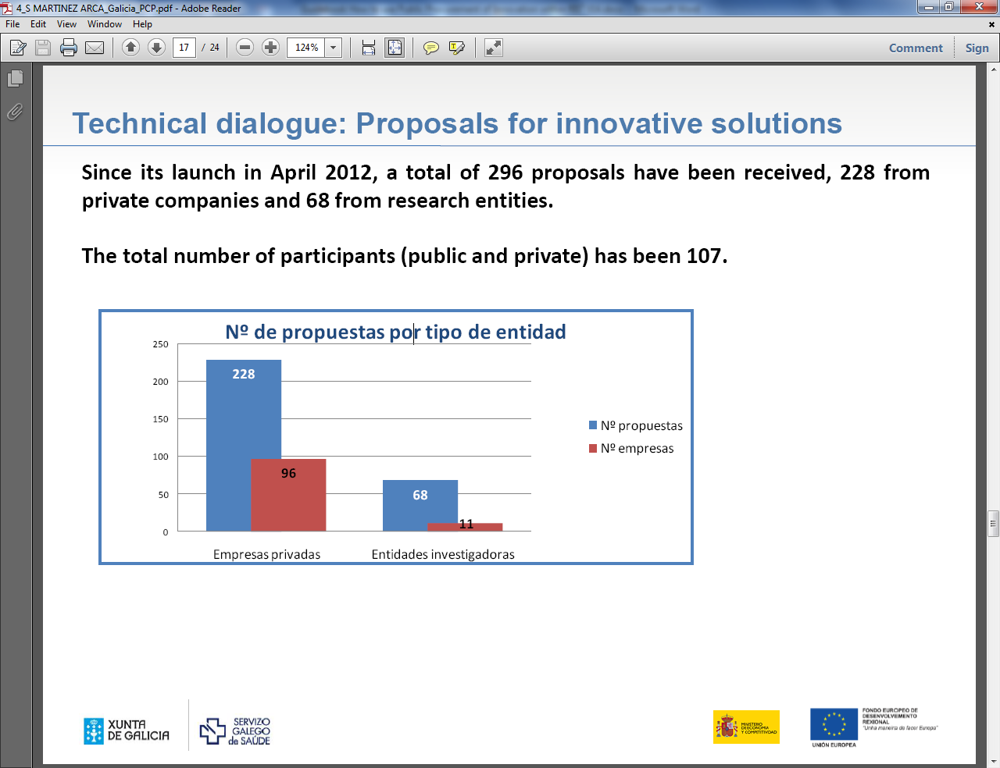 4_S MARTINEZ ARCA_Galicia_PCP.pdf - Adobe Reader
File Edit View Window Help
17 / 24
124%
Comment Sign
Technical dialogue: Proposals for innovative solutions
Since its launch in April 2012, a total of 296 proposals have been received, 228 from
private companies and 68 from research entities.
The total number of participants (public and private) has been 107.
Nº de propuestas por tipo de entidad
250
200
150
100
50
0
228
96
68
11
Empresas privadas
Entidades investigadoras
Nº propuestas
Nº empresas
XUNTA
DE GALICIA
SERVIZO
GALEGO
de SAÚDE
MINISTERIO
DE ECONOMÍA
Y COMPETITIVIDAD
UNIÓN EUROPEA
FONDO EUROPEO DE
DESENVOLVEMENTO
REXIONAL
"Unha maneira de facer Europa"